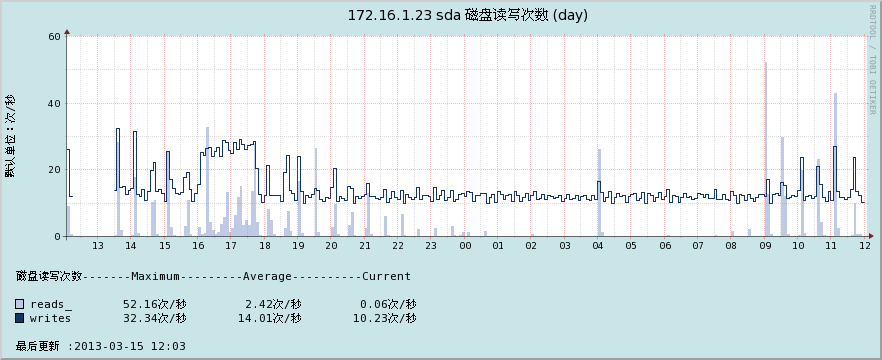 172.16.1.23 sda 磁盘读写次数 (day)
RRDTOOL / TOBI OETIKER
默认单位：次/秒
60
40
20
0
13 14 15 16 17 18 19 20 21 22 23 00 01 02 03 04 05 06 07 08 09 10 11 12
磁盘读写次数-------Maximum---------Average----------Current
reads_ 52.16次/秒 2.42次/秒 0.06次/秒
writes 32.34次/秒 14.01次/秒 10.23次/秒
最后更新 :2013-03-15 12:03